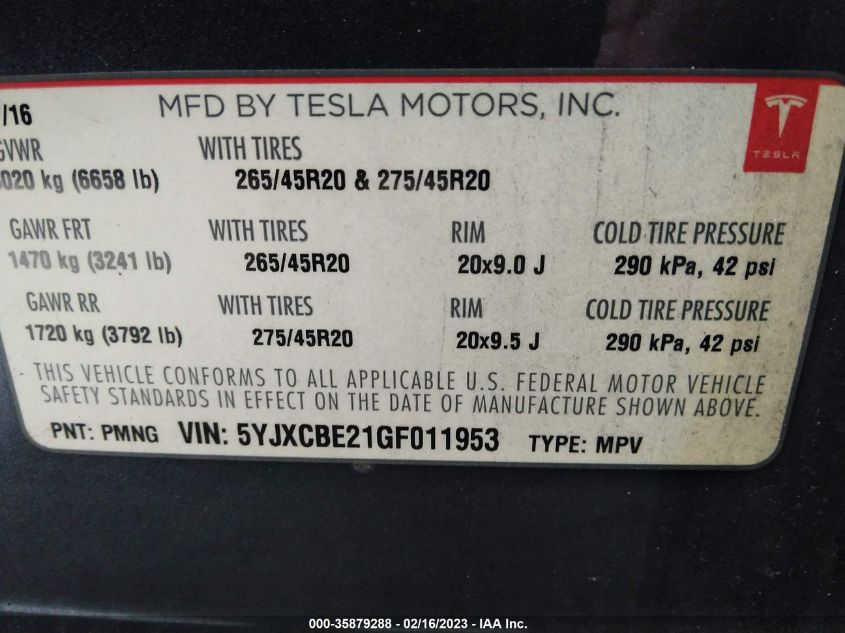 /16 MFD BY TESLA MOTORS, INC.
TESLA
GVWR WITH TIRES
020 kg (6658 lb) 265/45R20 & 275/45R20
GAWR FRT WITH TIRES RIM COLD TIRE PRESSURE
1470 kg (3241 lb) 265/45R20 20x9.0 J 290 kPa, 42 psi
GAWR RR WITH TIRES RIM COLD TIRE PRESSURE
1720 kg (3792 lb) 275/45R20 20x9.5 J 290 kPa, 42 psi
THIS VEHICLE CONFORMS TO ALL APPLICABLE U.S. FEDERAL MOTOR VEHICLE
SAFETY STANDARDS IN EFFECT ON THE DATE OF MANUFACTURE SHOWN ABOVE.
PNT: PMNG VIN: 5YJXCBE21GF011953 TYPE: MPV
000-35879288 - 02/16/2023 - IAA Inc.